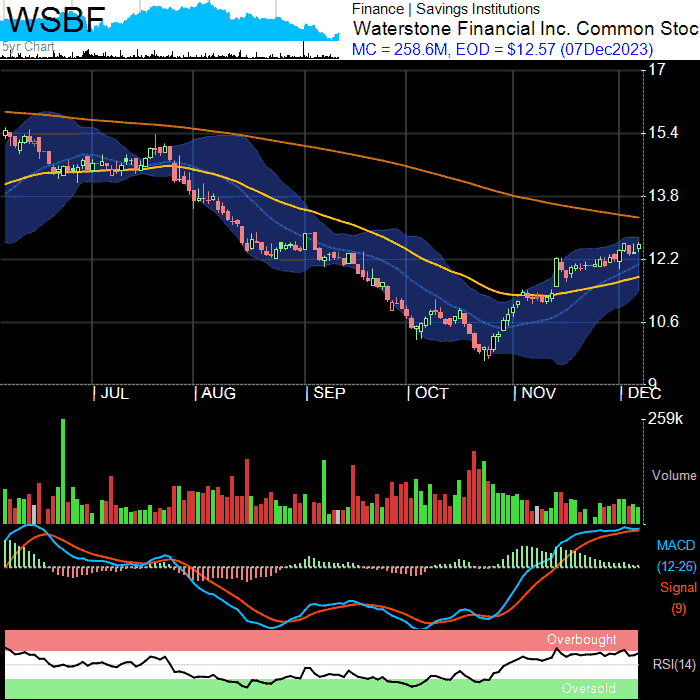 WSBF
5yr Chart
Finance | Savings Institutions
Waterstone Financial Inc. Common Stoc
MC = 258.6M, EOD = $12.57 (07Dec2023)
17
15.4
13.8
12.2
10.6
9
JUL AUG SEP OCT NOV DEC
259k
Volume
MACD
(12-26)
Signal
(9)
Overbought
RSI(14)
Oversold